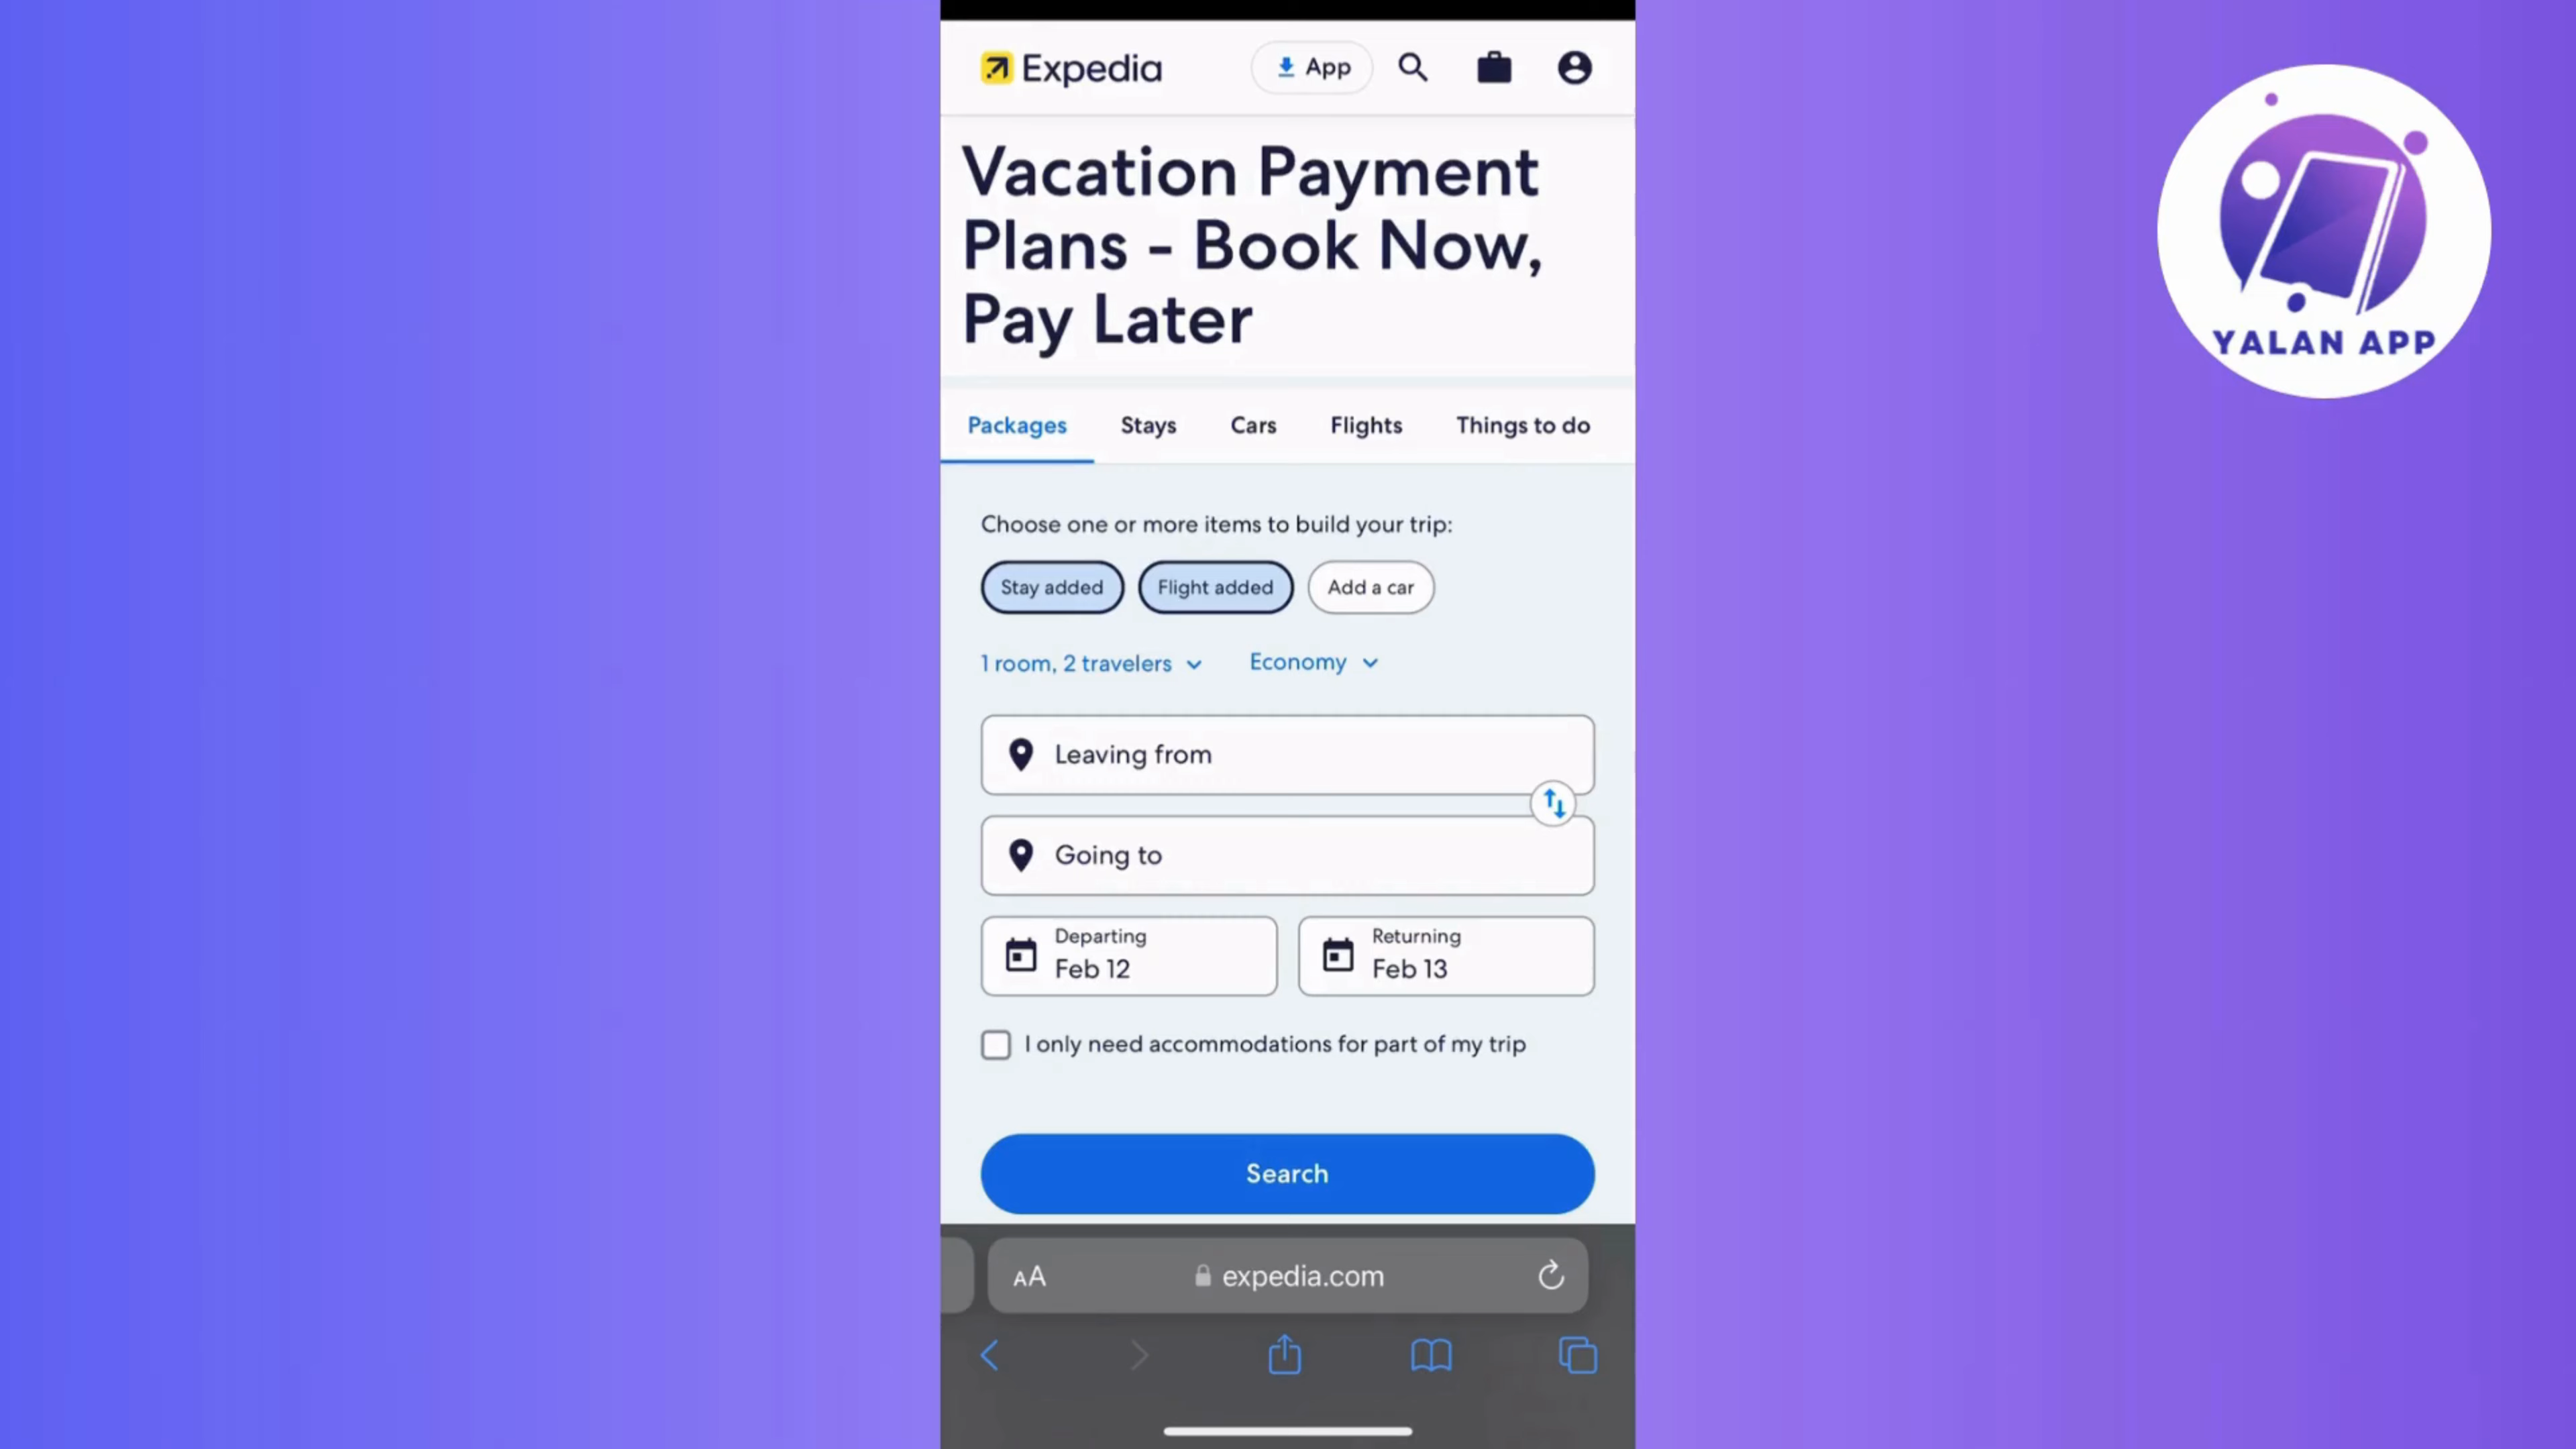 Expedia
App
Vacation Payment
Plans - Book Now,
Pay Later
Packages
Stays
Cars
Flights
Things to do
Choose one or more items to build your trip:
Stay added
Flight added
Add a car
1 room, 2 travelers
Economy
Leaving from
Going to
Departing
Feb 12
Returning
Feb 13
I only need accommodations for part of my trip
Search
AA
expedia.com
YALAN APP